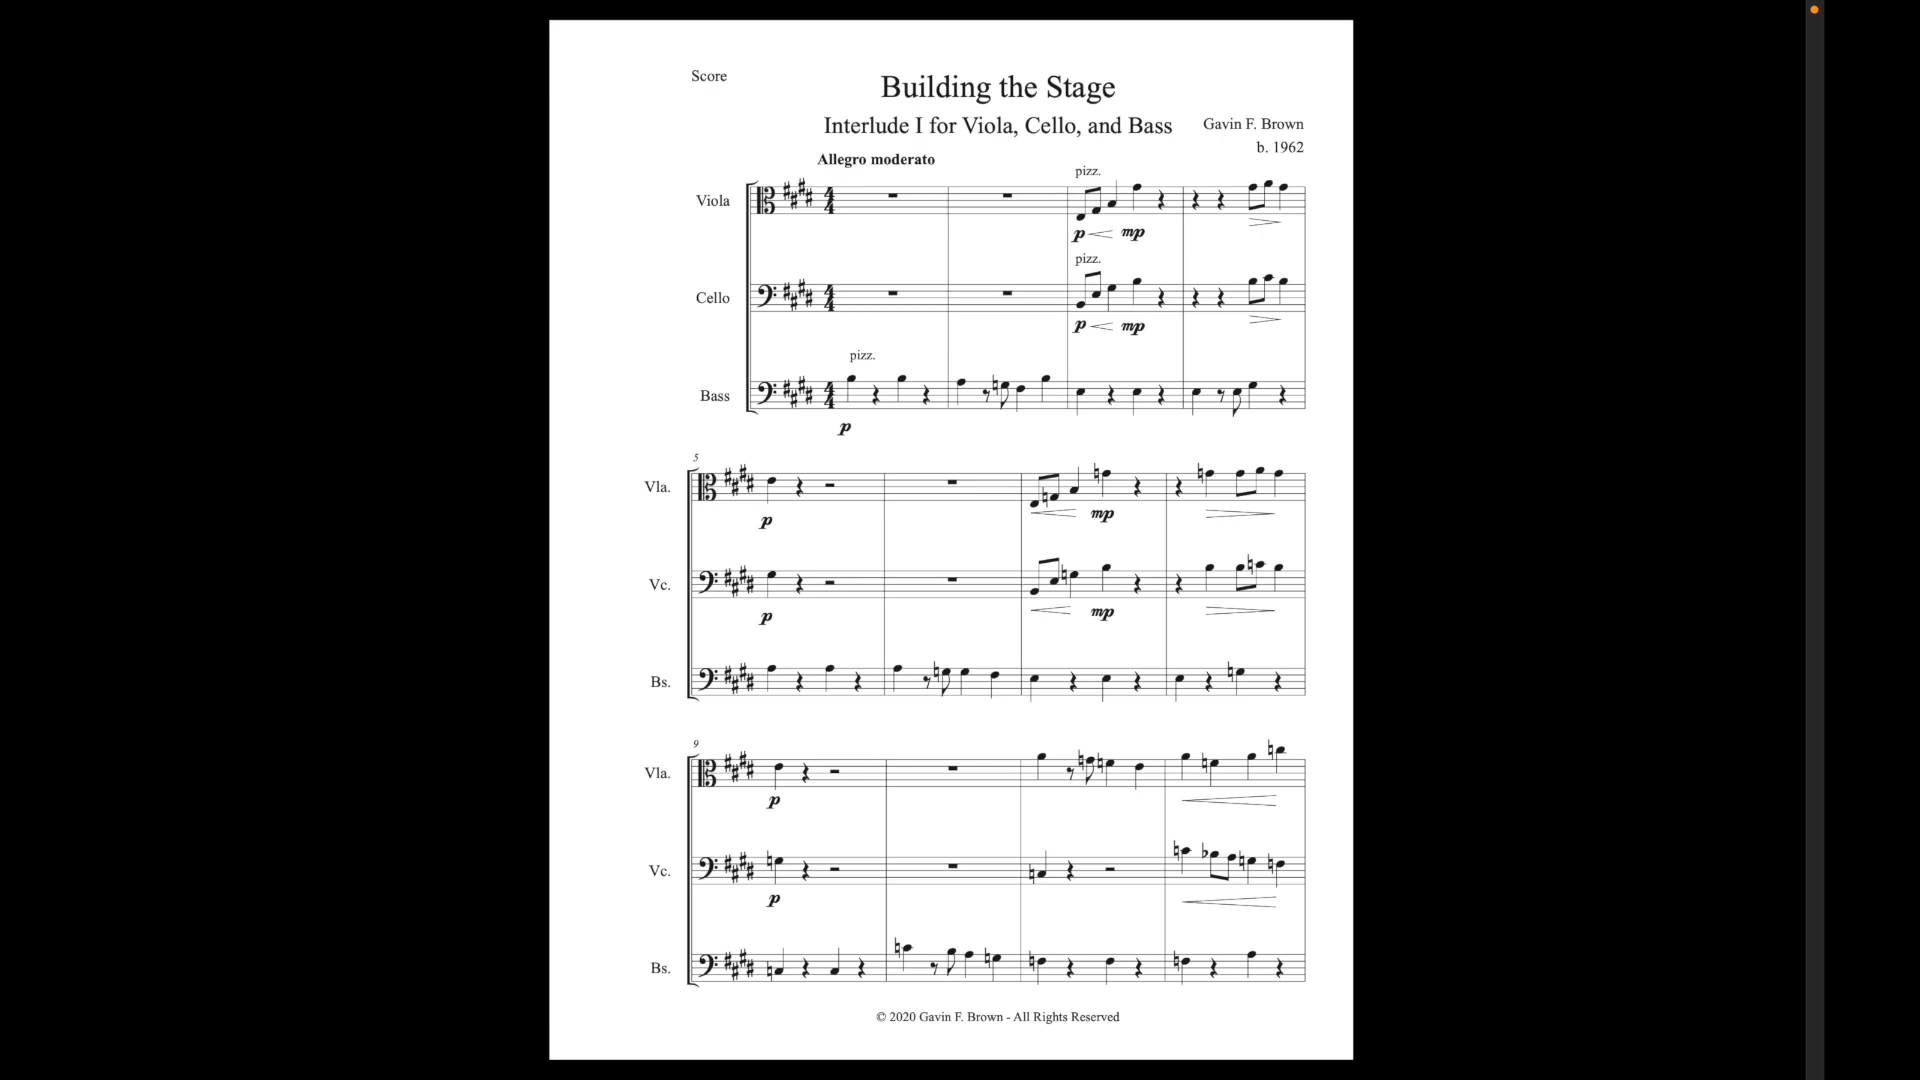 Score
Building the Stage
Interlude I for Viola, Cello, and Bass
Gavin F. Brown
b. 1962
Allegro moderato
pizz.
Viola
p mp
pizz.
Cello
p mp
pizz.
Bass
p
5
Vla.
p mp
Vc.
p mp
Bs.
9
Vla.
p
Vc.
p
Bs.
© 2020 Gavin F. Brown - All Rights Reserved